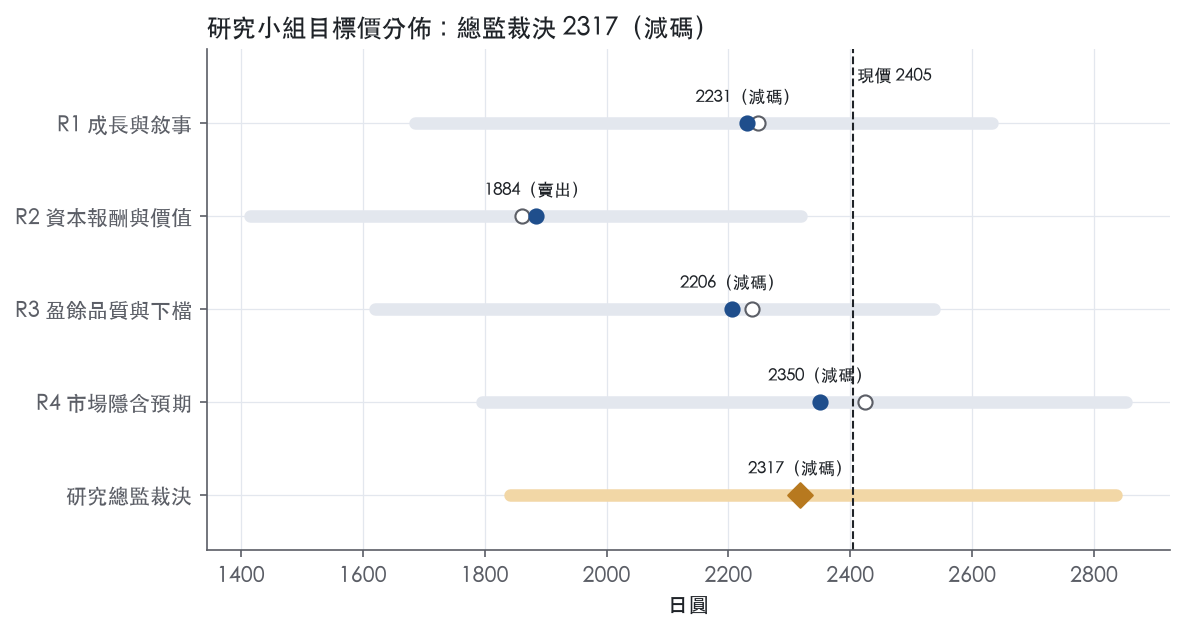 研究小組目標價分佈：總監裁決 2317（減碼）
現價 2405
2231（減碼）
R1 成長與敘事
1884（賣出）
R2 資本報酬與價值
2206（減碼）
R3 盈餘品質與下檔
2350（減碼）
R4 市場隱含預期
2317（減碼）
研究總監裁決
1400 1600 1800 2000 2200 2400 2600 2800
日圓